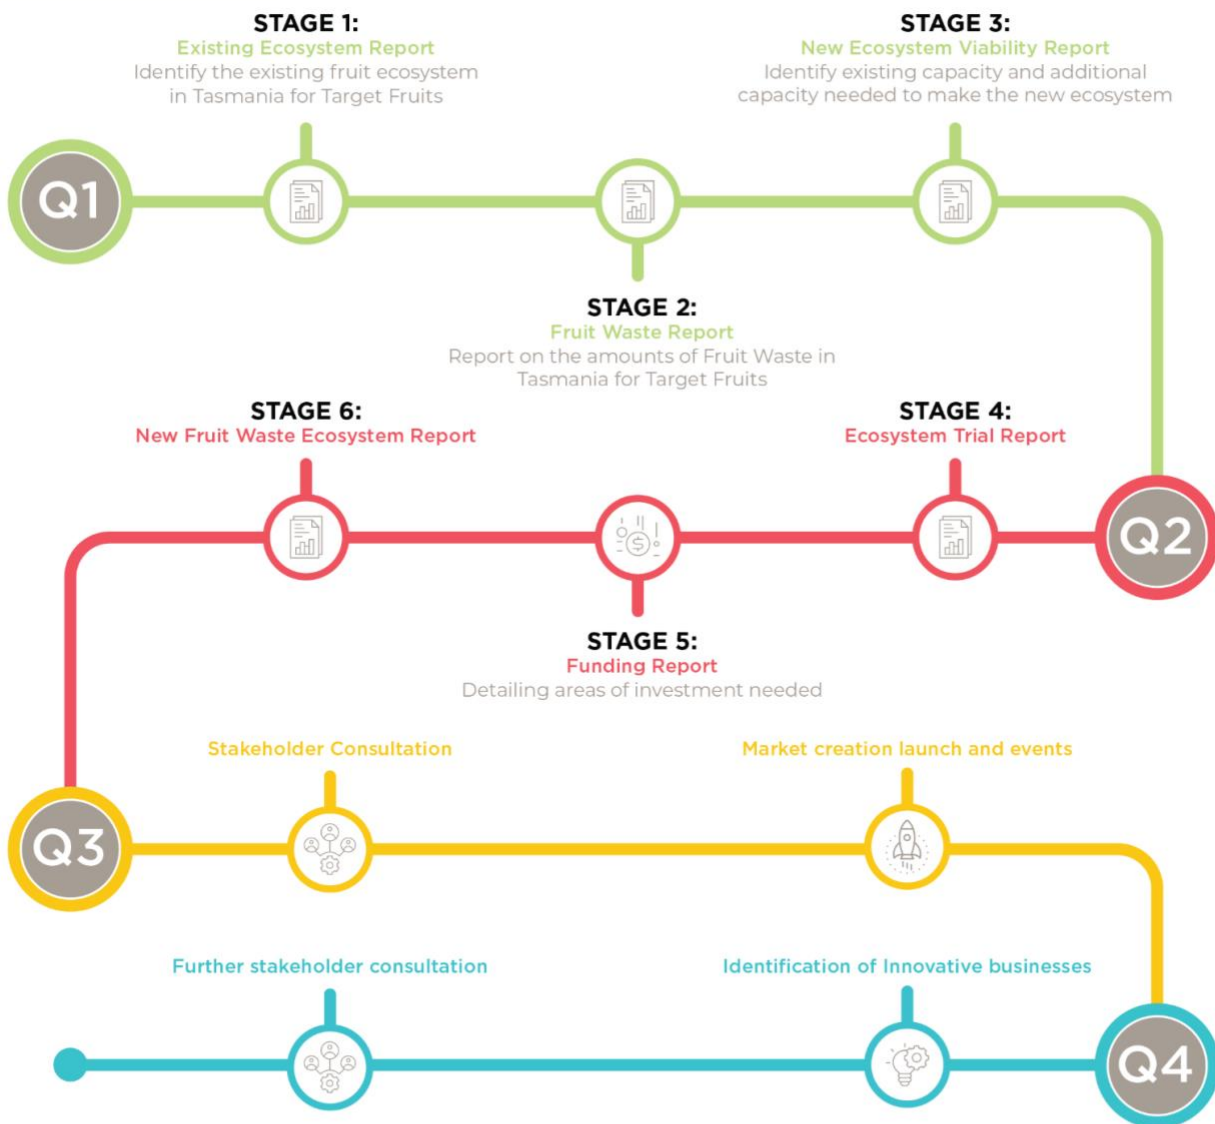 STAGE 1:
Existing Ecosystem Report
Identify the existing fruit ecosystem
in Tasmania for Target Fruits
STAGE 3:
New Ecosystem Viability Report
Identify existing capacity and additional
capacity needed to make the new ecosystem
Q1
STAGE 2:
Fruit Waste Report
Report on the amounts of Fruit Waste in
Tasmania for Target Fruits
Q2
STAGE 4:
Ecosystem Trial Report
STAGE 5:
Funding Report
Detailing areas of investment needed
STAGE 6:
New Fruit Waste Ecosystem Report
$
Q3
Stakeholder Consultation
Market creation launch and events
Q4
Identification of Innovative businesses
Further stakeholder consultation